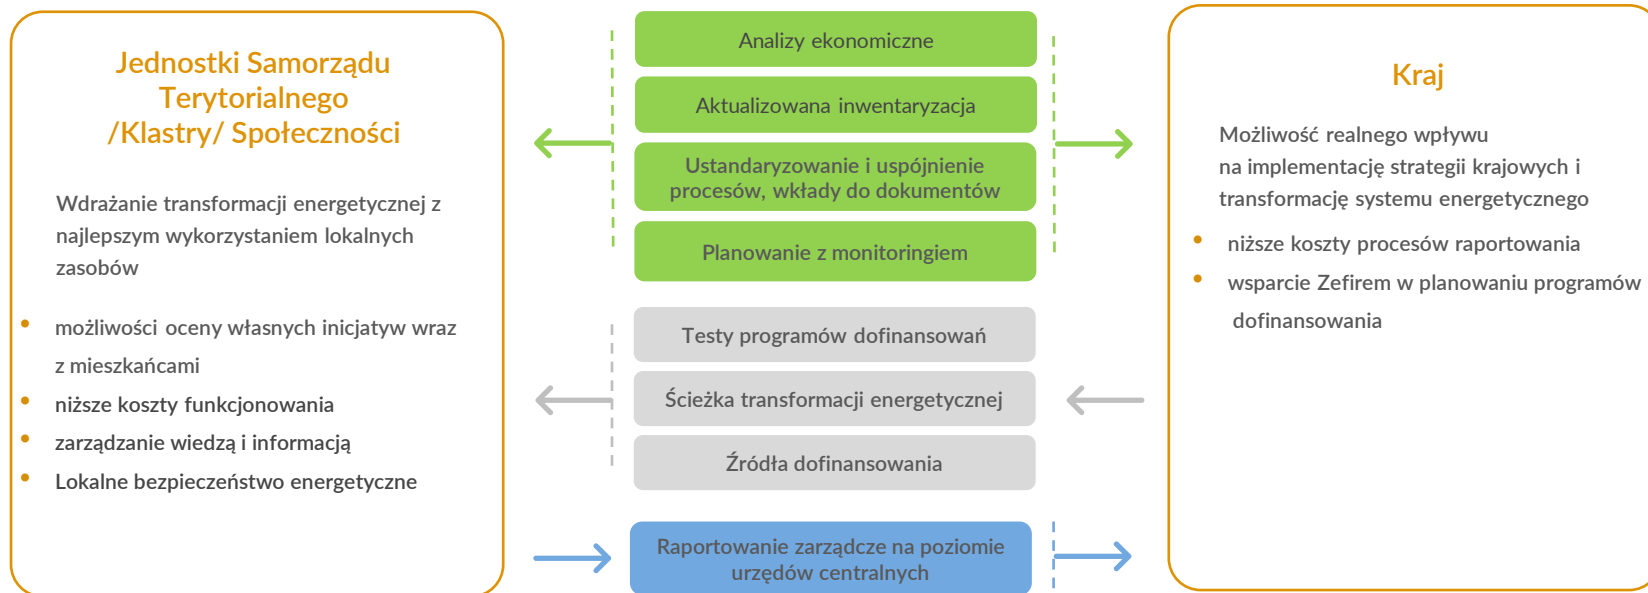 Jednostki Samorządu
Terytorialnego
/Klastry/ Społeczności
Wdrażanie transformacji energetycznej z
najlepszym wykorzystaniem lokalnych
zasobów
• możliwości oceny własnych inicjatyw wraz
z mieszkańcami
• niższe koszty funkcjonowania
• zarządzanie wiedzą i informacją
• Lokalne bezpieczeństwo energetyczne
Analizy ekonomiczne
Aktualizowana inwentaryzacja
Ustandaryzowanie i uspójnienie
procesów, wkłady do dokumentów
Planowanie z monitoringiem
Testy programów dofinansowań
Ścieżka transformacji energetycznej
Źródła dofinansowania
Raportowanie zarządcze na poziomie
urzędów centralnych
Kraj
Możliwość realnego wpływu
na implementację strategii krajowych i
transformację systemu energetycznego
• niższe koszty procesów raportowania
• wsparcie Zefirem w planowaniu programów
dofinansowania